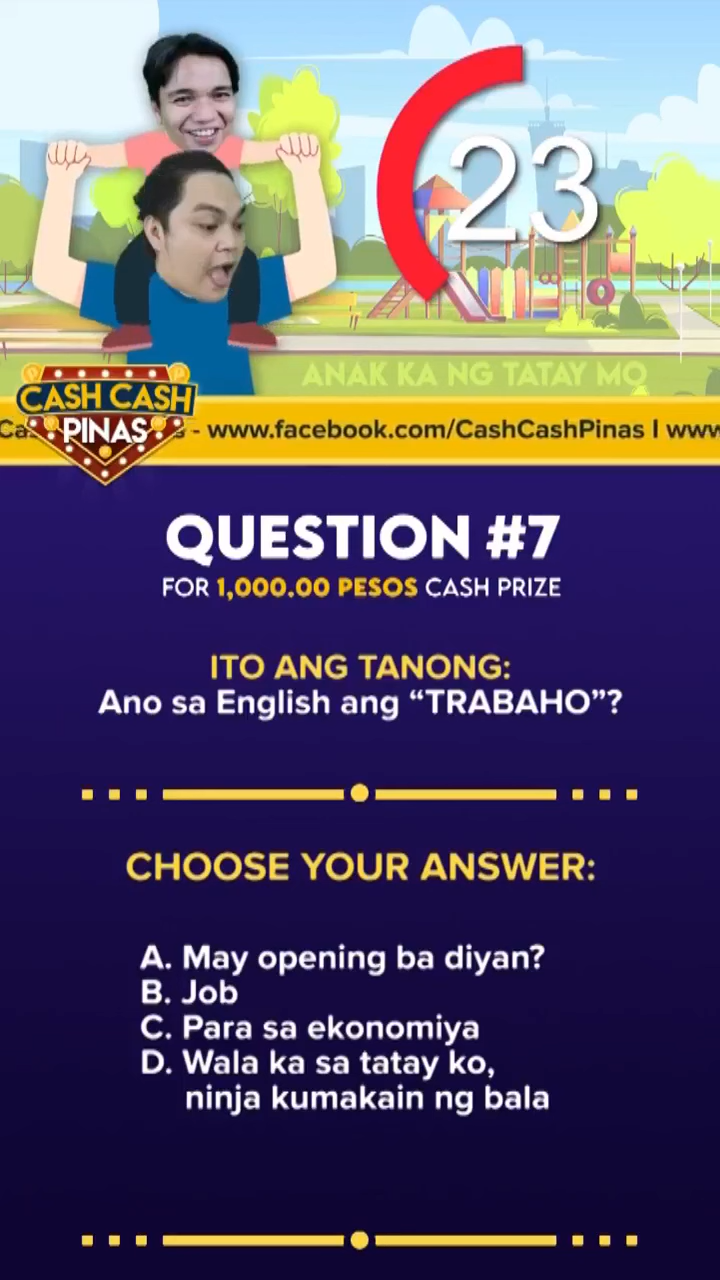 23
ANAK KA NG TATAY MO
CASH CASH
PINAS
- www.facebook.com/CashCashPinas I www
QUESTION #7
FOR 1,000.00 PESOS CASH PRIZE
ITO ANG TANONG:
Ano sa English ang “TRABAHO”?
CHOOSE YOUR ANSWER:
A. May opening ba diyan?
B. Job
C. Para sa ekonomiya
D. Wala ka sa tatay ko,
ninja kumakain ng bala